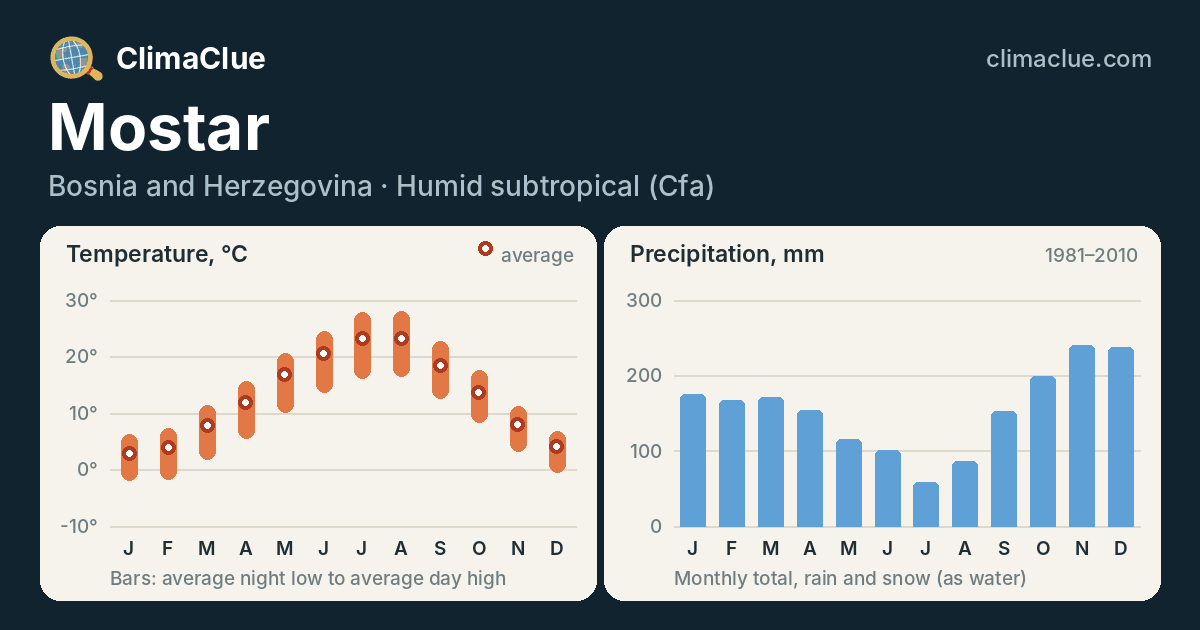 ClimaClue
climaclue.com
Mostar
Bosnia and Herzegovina · Humid subtropical (Cfa)
Temperature, °C
average
30°
20°
10°
0°
-10°
J F M A M J J A S O N D
Bars: average night low to average day high
Precipitation, mm
1981–2010
300
200
100
0
J F M A M J J A S O N D
Monthly total, rain and snow (as water)